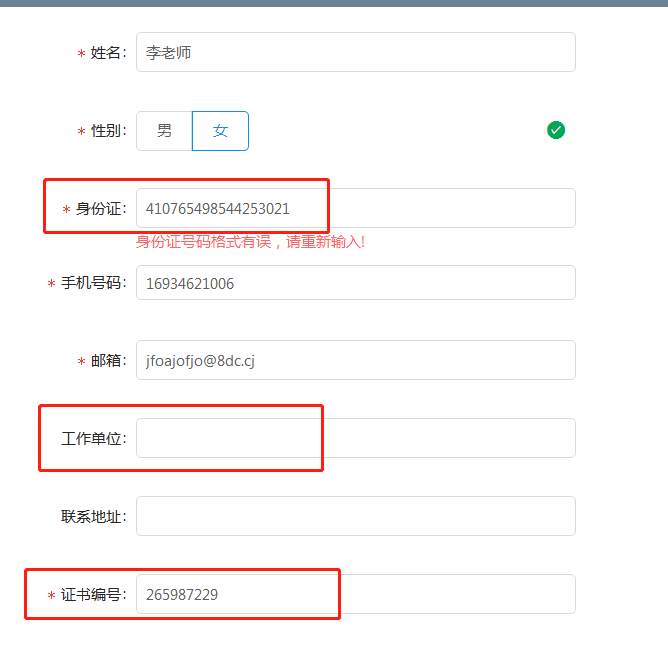 * 姓名: 李老师
* 性别: 男 女
* 身份证: 410765498544253021
身份证号码格式有误，请重新输入!
* 手机号码: 16934621006
* 邮箱: jfoajofjo@8dc.cj
工作单位:
联系地址:
* 证书编号: 265987229